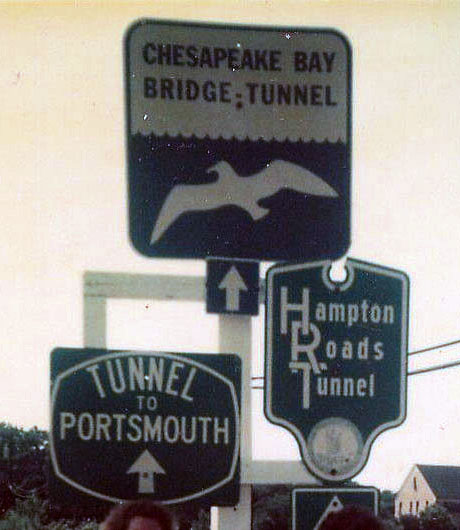 CHESAPEAKE BAY
BRIDGE-TUNNEL
Hampton
Roads
Tunnel
TUNNEL
TO
PORTSMOUTH